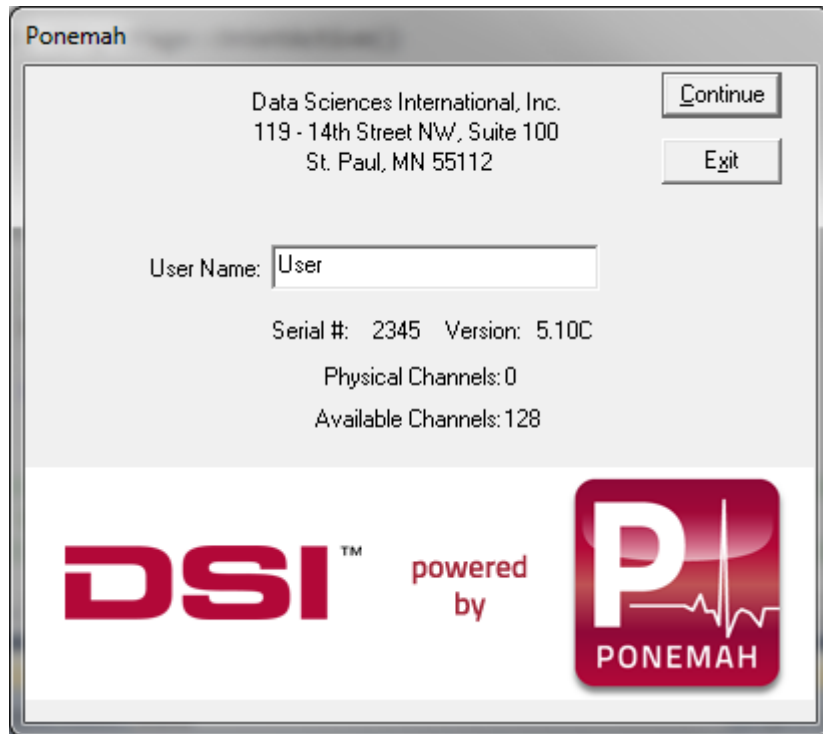 Ponemah
Data Sciences International, Inc.
119 - 14th Street NW, Suite 100
St. Paul, MN 55112
Continue
Exit
User Name: User
Serial #: 2345 Version: 5.10C
Physical Channels: 0
Available Channels: 128
DSI™
powered
by
P
PONEMAH